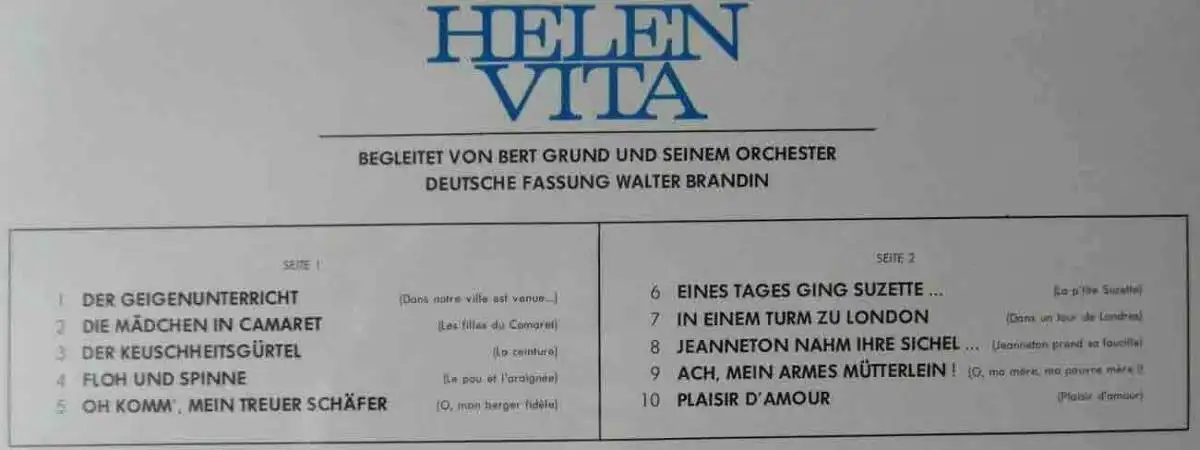 HELEN
VITA
BEGLEITET VON BERT GRUND UND SEINEM ORCHESTER
DEUTSCHE FASSUNG WALTER BRANDIN
SEITE 1
1 DER GEIGENUNTERRICHT (Dans notre ville est venue...)
2 DIE MÄDCHEN IN CAMARET (Les filles du Camaret)
3 DER KEUSCHHEITSGÜRTEL (La ceinture)
4 FLOH UND SPINNE (Le pou et l'araignée)
5 OH KOMM', MEIN TREUER SCHÄFER (O, mon berger fidèle)
SEITE 2
6 EINES TAGES GING SUZETTE ... (La p'tite Suzette)
7 IN EINEM TURM ZU LONDON (Dans un tour de Londres)
8 JEANNETON NAHM IHRE SICHEL ... (Jeanneton prend sa faucille)
9 ACH, MEIN ARMES MÜTTERLEIN ! (O, ma mère, ma pauvre mère !)
10 PLAISIR D'AMOUR (Plaisir d'amour)